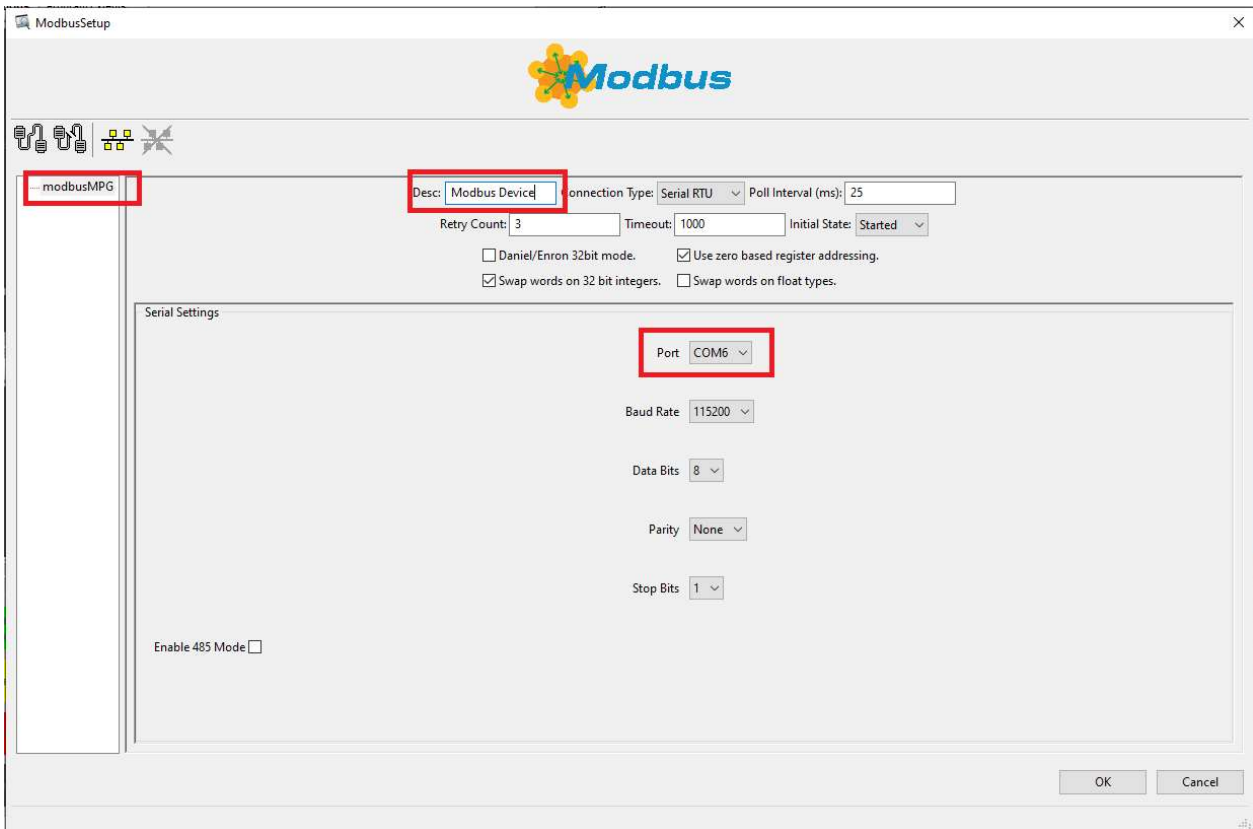 ModbusSetup
Modbus
modbusMPG
Desc: Modbus Device Connection Type: Serial RTU Poll Interval (ms): 25
Retry Count: 3 Timeout: 1000 Initial State: Started
Daniel/Enron 32bit mode. Use zero based register addressing.
Swap words on 32 bit integers. Swap words on float types.
Serial Settings
Port COM6
Baud Rate 115200
Data Bits 8
Parity None
Stop Bits 1
Enable 485 Mode
OK Cancel